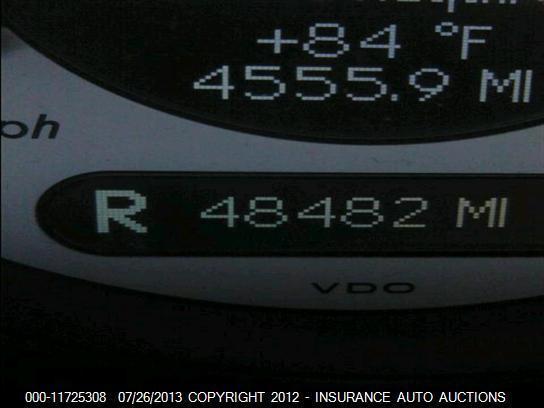 +84 °F
4555.9 MI
ph
R 48482 MI
VDO
000-11725308 07/26/2013 COPYRIGHT 2012 - INSURANCE AUTO AUCTIONS